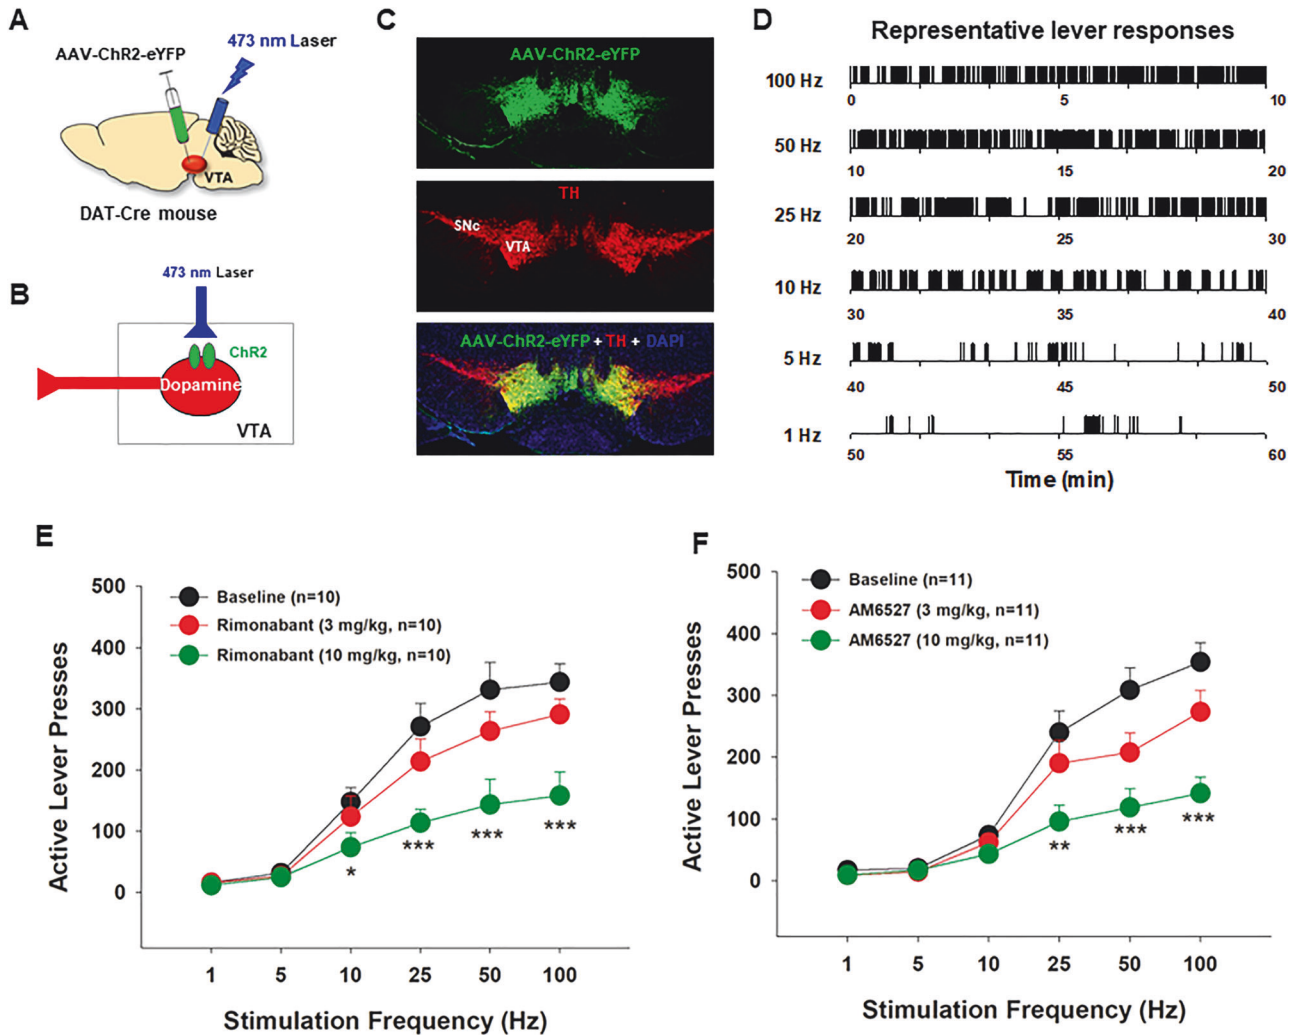 A
AAV-ChR2-eYFP
473 nm Laser
VTA
DAT-Cre mouse
B
473 nm Laser
ChR2
Dopamine
VTA
C
AAV-ChR2-eYFP
TH
SNc
VTA
AAV-ChR2-eYFP + TH + DAPI
D
Representative lever responses
100 Hz
0 5 10
50 Hz
10 15 20
25 Hz
20 25 30
10 Hz
30 35 40
5 Hz
40 45 50
1 Hz
50 55 60
Time (min)
E
Active Lever Presses
500
400
300
200
100
0
Baseline (n=10)
Rimonabant (3 mg/kg, n=10)
Rimonabant (10 mg/kg, n=10)
*
***
***
***
1 5 10 25 50 100
Stimulation Frequency (Hz)
F
Active Lever Presses
500
400
300
200
100
0
Baseline (n=11)
AM6527 (3 mg/kg, n=11)
AM6527 (10 mg/kg, n=11)
**
***
***
1 5 10 25 50 100
Stimulation Frequency (Hz)